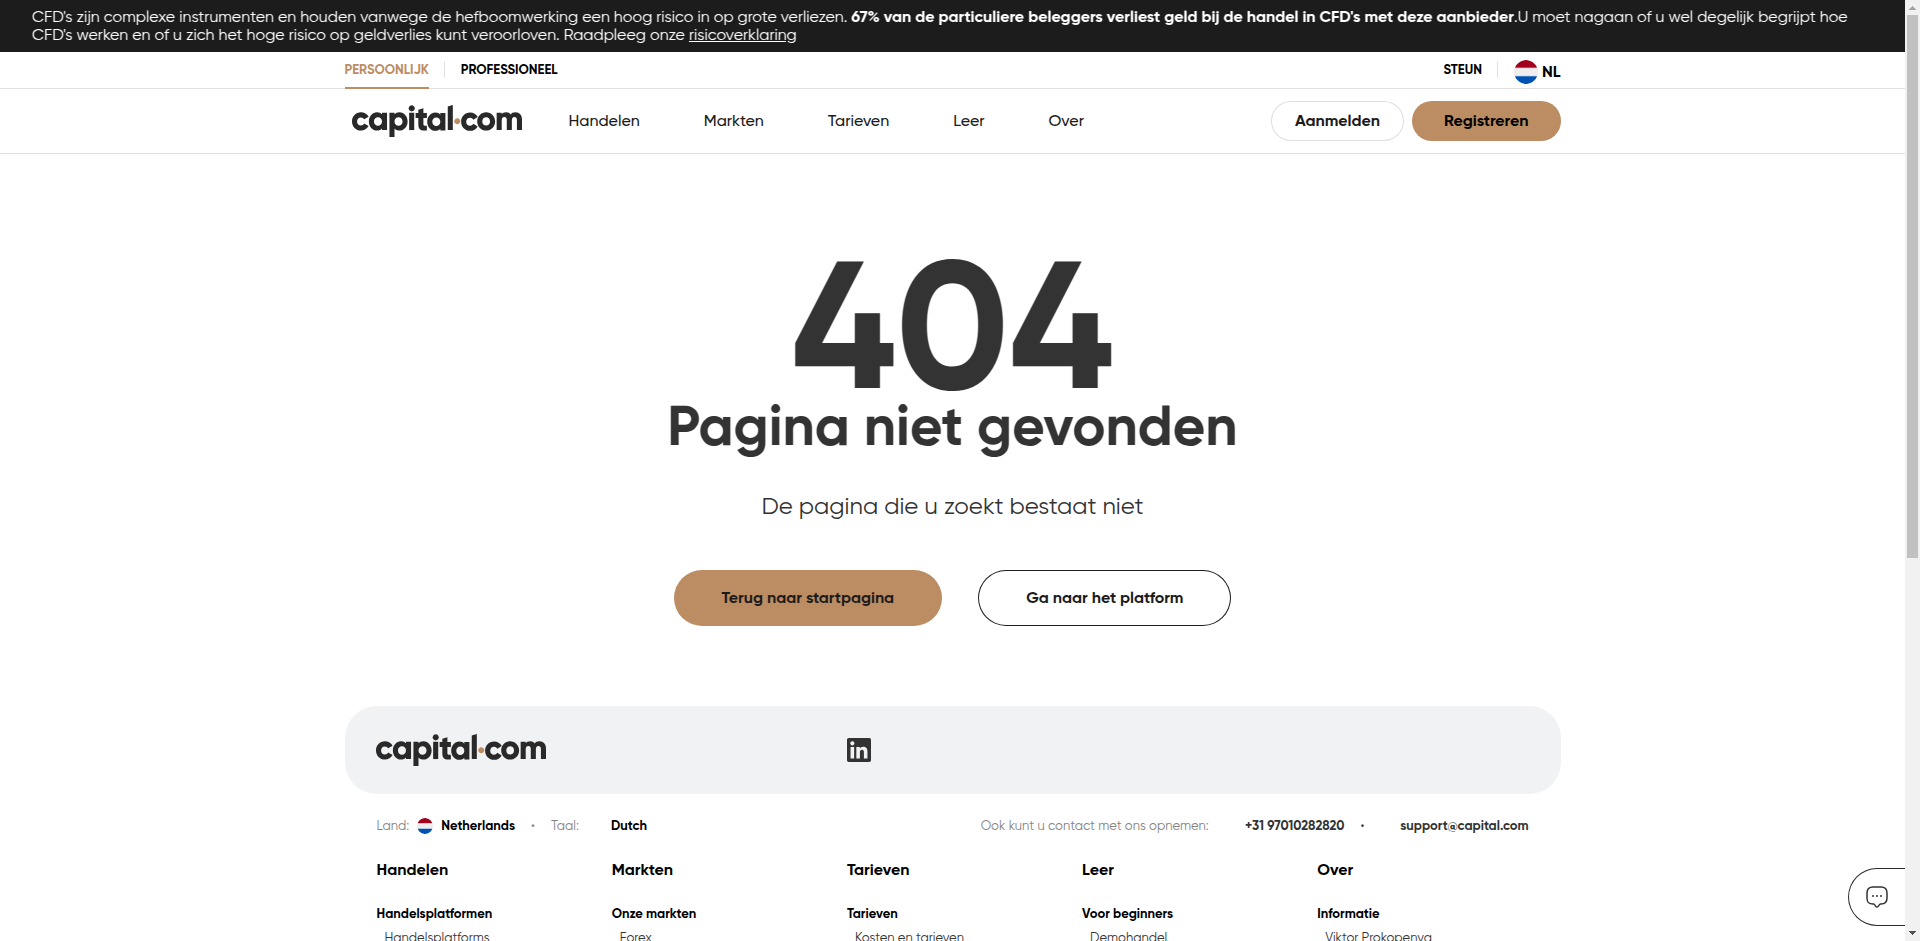 CFD's zijn complexe instrumenten en houden vanwege de hefboomwerking een hoog risico in op grote verliezen. 67% van de particuliere beleggers verliest geld bij de handel in CFD's met deze aanbieder.U moet nagaan of u wel degelijk begrijpt hoe
CFD's werken en of u zich het hoge risico op geldverlies kunt veroorloven. Raadpleeg onze risicoverklaring
PERSOONLIJK PROFESSIONEEL STEUN NL
capital.com Handelen Markten Tarieven Leer Over Aanmelden Registreren
404
Pagina niet gevonden
De pagina die u zoekt bestaat niet
Terug naar startpagina Ga naar het platform
capital.com in
Land: Netherlands • Taal: Dutch Ook kunt u contact met ons opnemen: +31 97010282820 • support@capital.com
Handelen Markten Tarieven Leer Over
Handelsplatformen Onze markten Tarieven Voor beginners Informatie
Handelsplatforms Forex Kosten en tarieven Demohandel Viktor Prokopenya